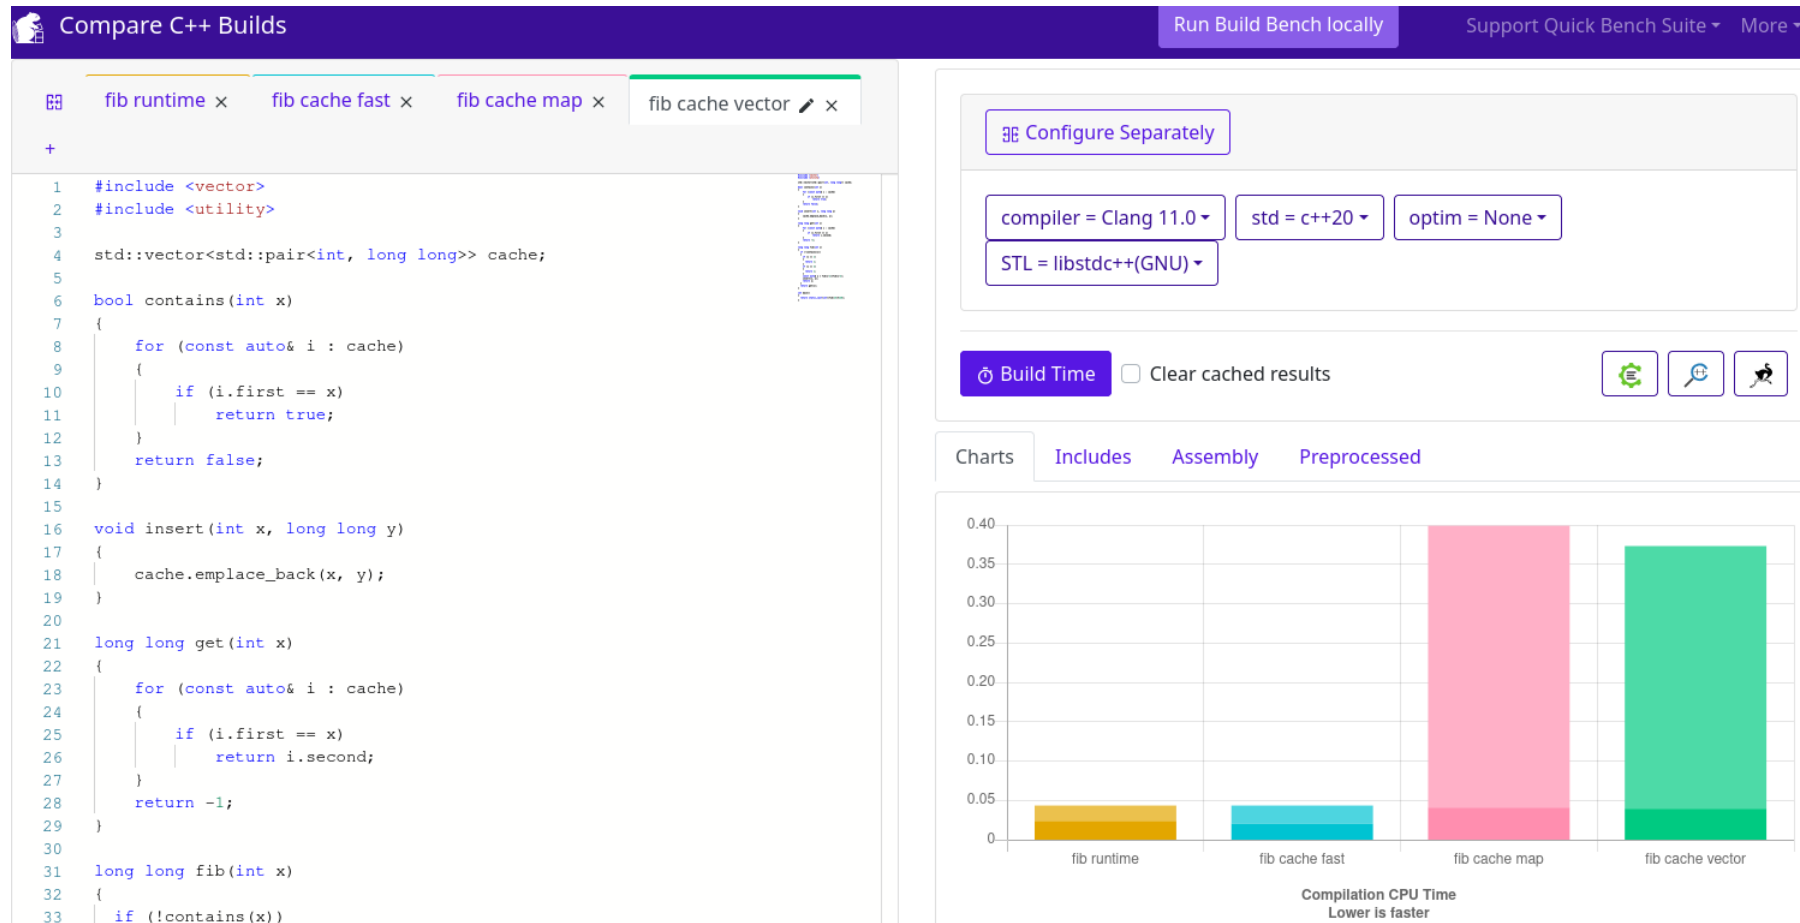 Compare C++ Builds
Run Build Bench locally
Support Quick Bench Suite
More
fib runtime ×
fib cache fast ×
fib cache map ×
fib cache vector ×
+
1 #include <vector>
2 #include <utility>
3
4 std::vector<std::pair<int, long long>> cache;
5
6 bool contains(int x)
7 {
8 for (const auto& i : cache)
9 {
10 if (i.first == x)
11 return true;
12 }
13 return false;
14 }
15
16 void insert(int x, long long y)
17 {
18 cache.emplace_back(x, y);
19 }
20
21 long long get(int x)
22 {
23 for (const auto& i : cache)
24 {
25 if (i.first == x)
26 return i.second;
27 }
28 return -1;
29 }
30
31 long long fib(int x)
32 {
33 if (!contains(x))
Configure Separately
compiler = Clang 11.0
std = c++20
optim = None
STL = libstdc++(GNU)
Build Time
Clear cached results
Charts
Includes
Assembly
Preprocessed
0.40
0.35
0.30
0.25
0.20
0.15
0.10
0.05
0
fib runtime
fib cache fast
fib cache map
fib cache vector
Compilation CPU Time
Lower is faster